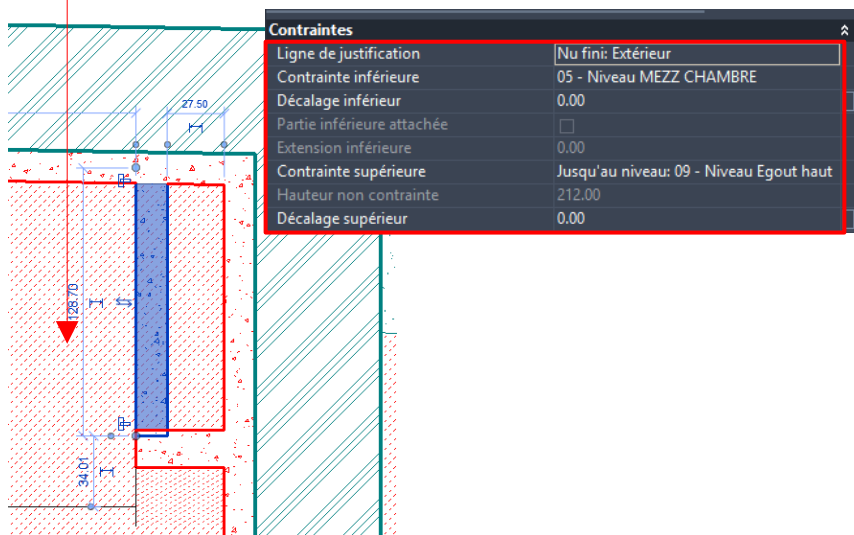 Contraintes
Ligne de justification Nu fini: Extérieur
Contrainte inférieure 05 - Niveau MEZZ CHAMBRE
Décalage inférieur 0.00
Partie inférieure attachée
Extension inférieure 0.00
Contrainte supérieure Jusqu'au niveau: 09 - Niveau Egout haut
Hauteur non contrainte 212.00
Décalage supérieur 0.00
27.50
128.70
34.01